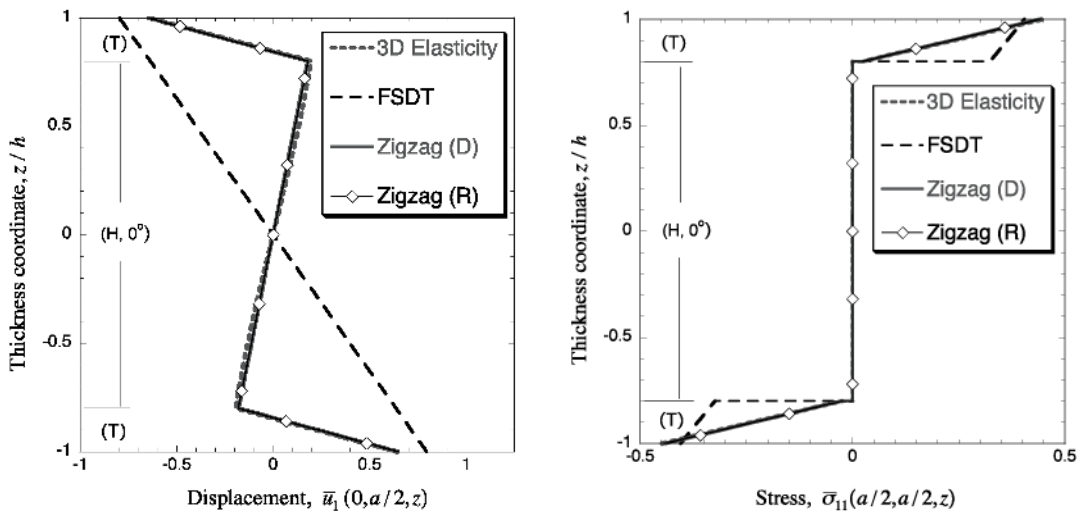 1
0.5
0
-0.5
-1
-1
-0.5
0
0.5
1
Thickness coordinate, z / h
(T)
(H, 0°)
(T)
3D Elasticity
FSDT
Zigzag (D)
Zigzag (R)
Displacement, u̅₁ (0,a/2,z)
1
0.5
0
-0.5
-1
-0.5
0
0.5
Thickness coordinate, z / h
(T)
(H, 0°)
(T)
3D Elasticity
FSDT
Zigzag (D)
Zigzag (R)
Stress, σ̅₁₁(a/2,a/2,z)